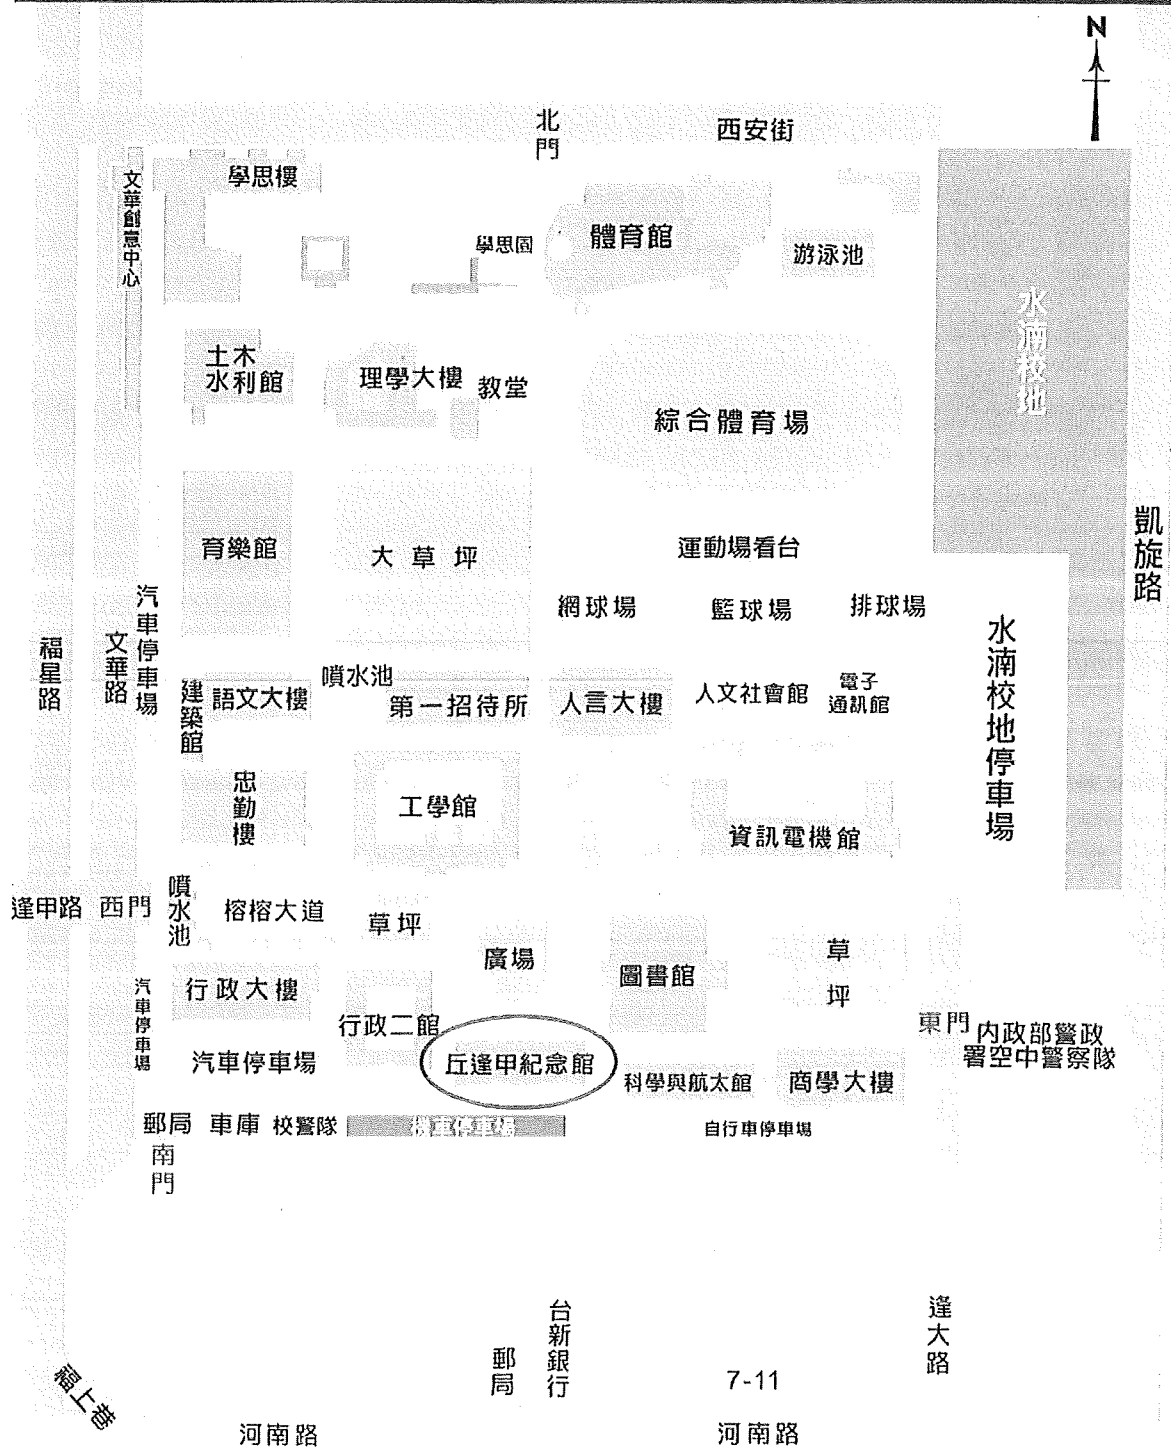 N
北門
西安街
文華創意中心
學思樓
學思園
體育館
游泳池
水湳校地
土木
水利館
理學大樓
教堂
綜合體育場
凱旋路
育樂館
大草坪
運動場看台
汽車停車場
網球場
籃球場
排球場
福星路
文華路
水湳校地停車場
噴水池
建築館
語文大樓
第一招待所
人言大樓
人文社會館
電子
通訊館
忠勤樓
工學館
資訊電機館
逢甲路
西門
噴水池
榕榕大道
草坪
廣場
圖書館
草坪
汽車停車場
行政大樓
行政二館
東門
內政部警政
署空中警察隊
汽車停車場
丘逢甲紀念館
科學與航太館
商學大樓
郵局
車庫
校警隊
機車停車場
自行車停車場
南門
台新銀行
郵局
7-11
逢大路
福上巷
河南路
河南路